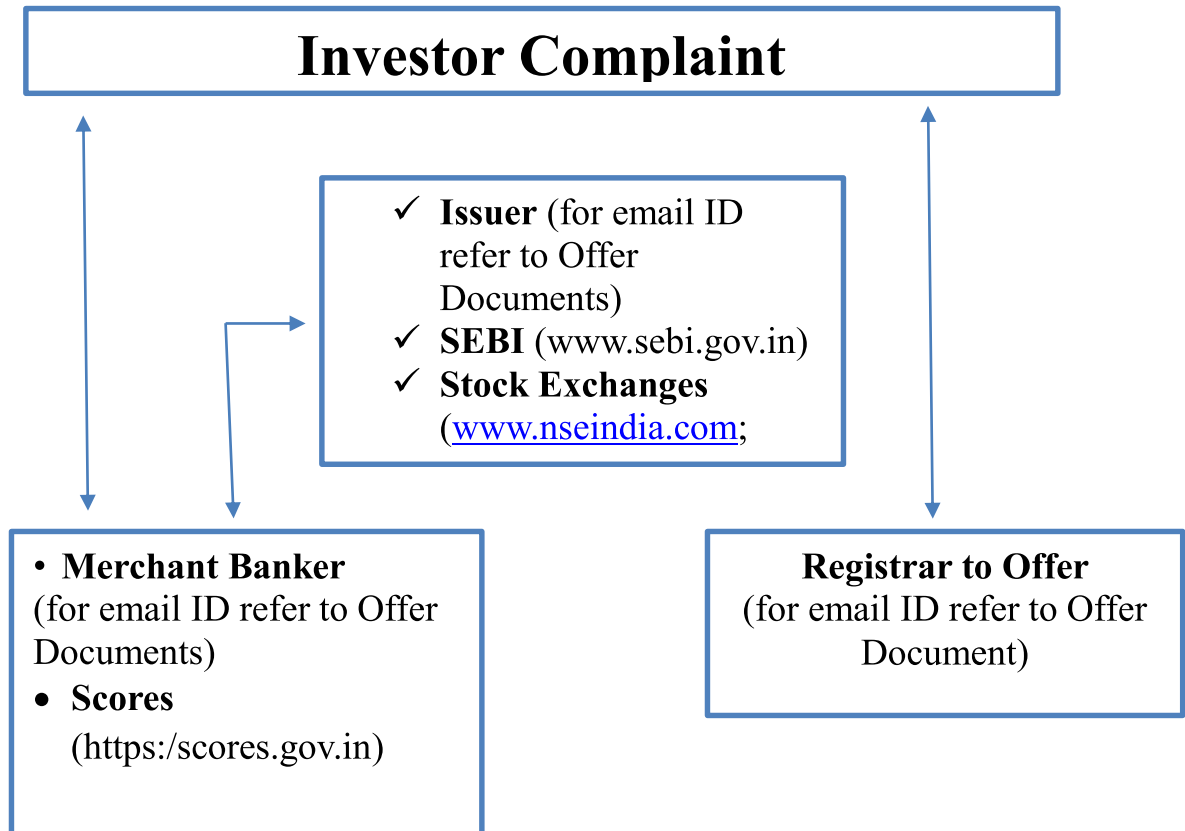 Investor Complaint
✓ Issuer (for email ID
refer to Offer
Documents)
✓ SEBI (www.sebi.gov.in)
✓ Stock Exchanges
(www.nseindia.com;
• Merchant Banker
(for email ID refer to Offer
Documents)
• Scores
(https:/scores.gov.in)
Registrar to Offer
(for email ID refer to Offer
Document)